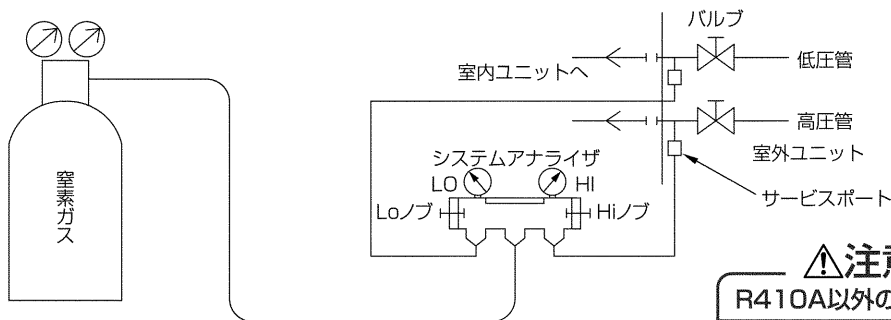 バルブ
低圧管
室内ユニットへ
高圧管
室外ユニット
システムアナライザ
LO
HI
サービスポート
Loノブ
Hiノブ
窒素ガス
注意
R410A以外の